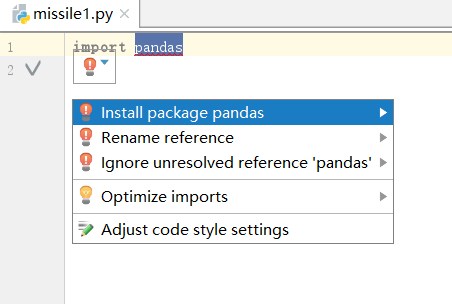 missile1.py
1 import pandas
2
Install package pandas
Rename reference
Ignore unresolved reference 'pandas'
Optimize imports
Adjust code style settings